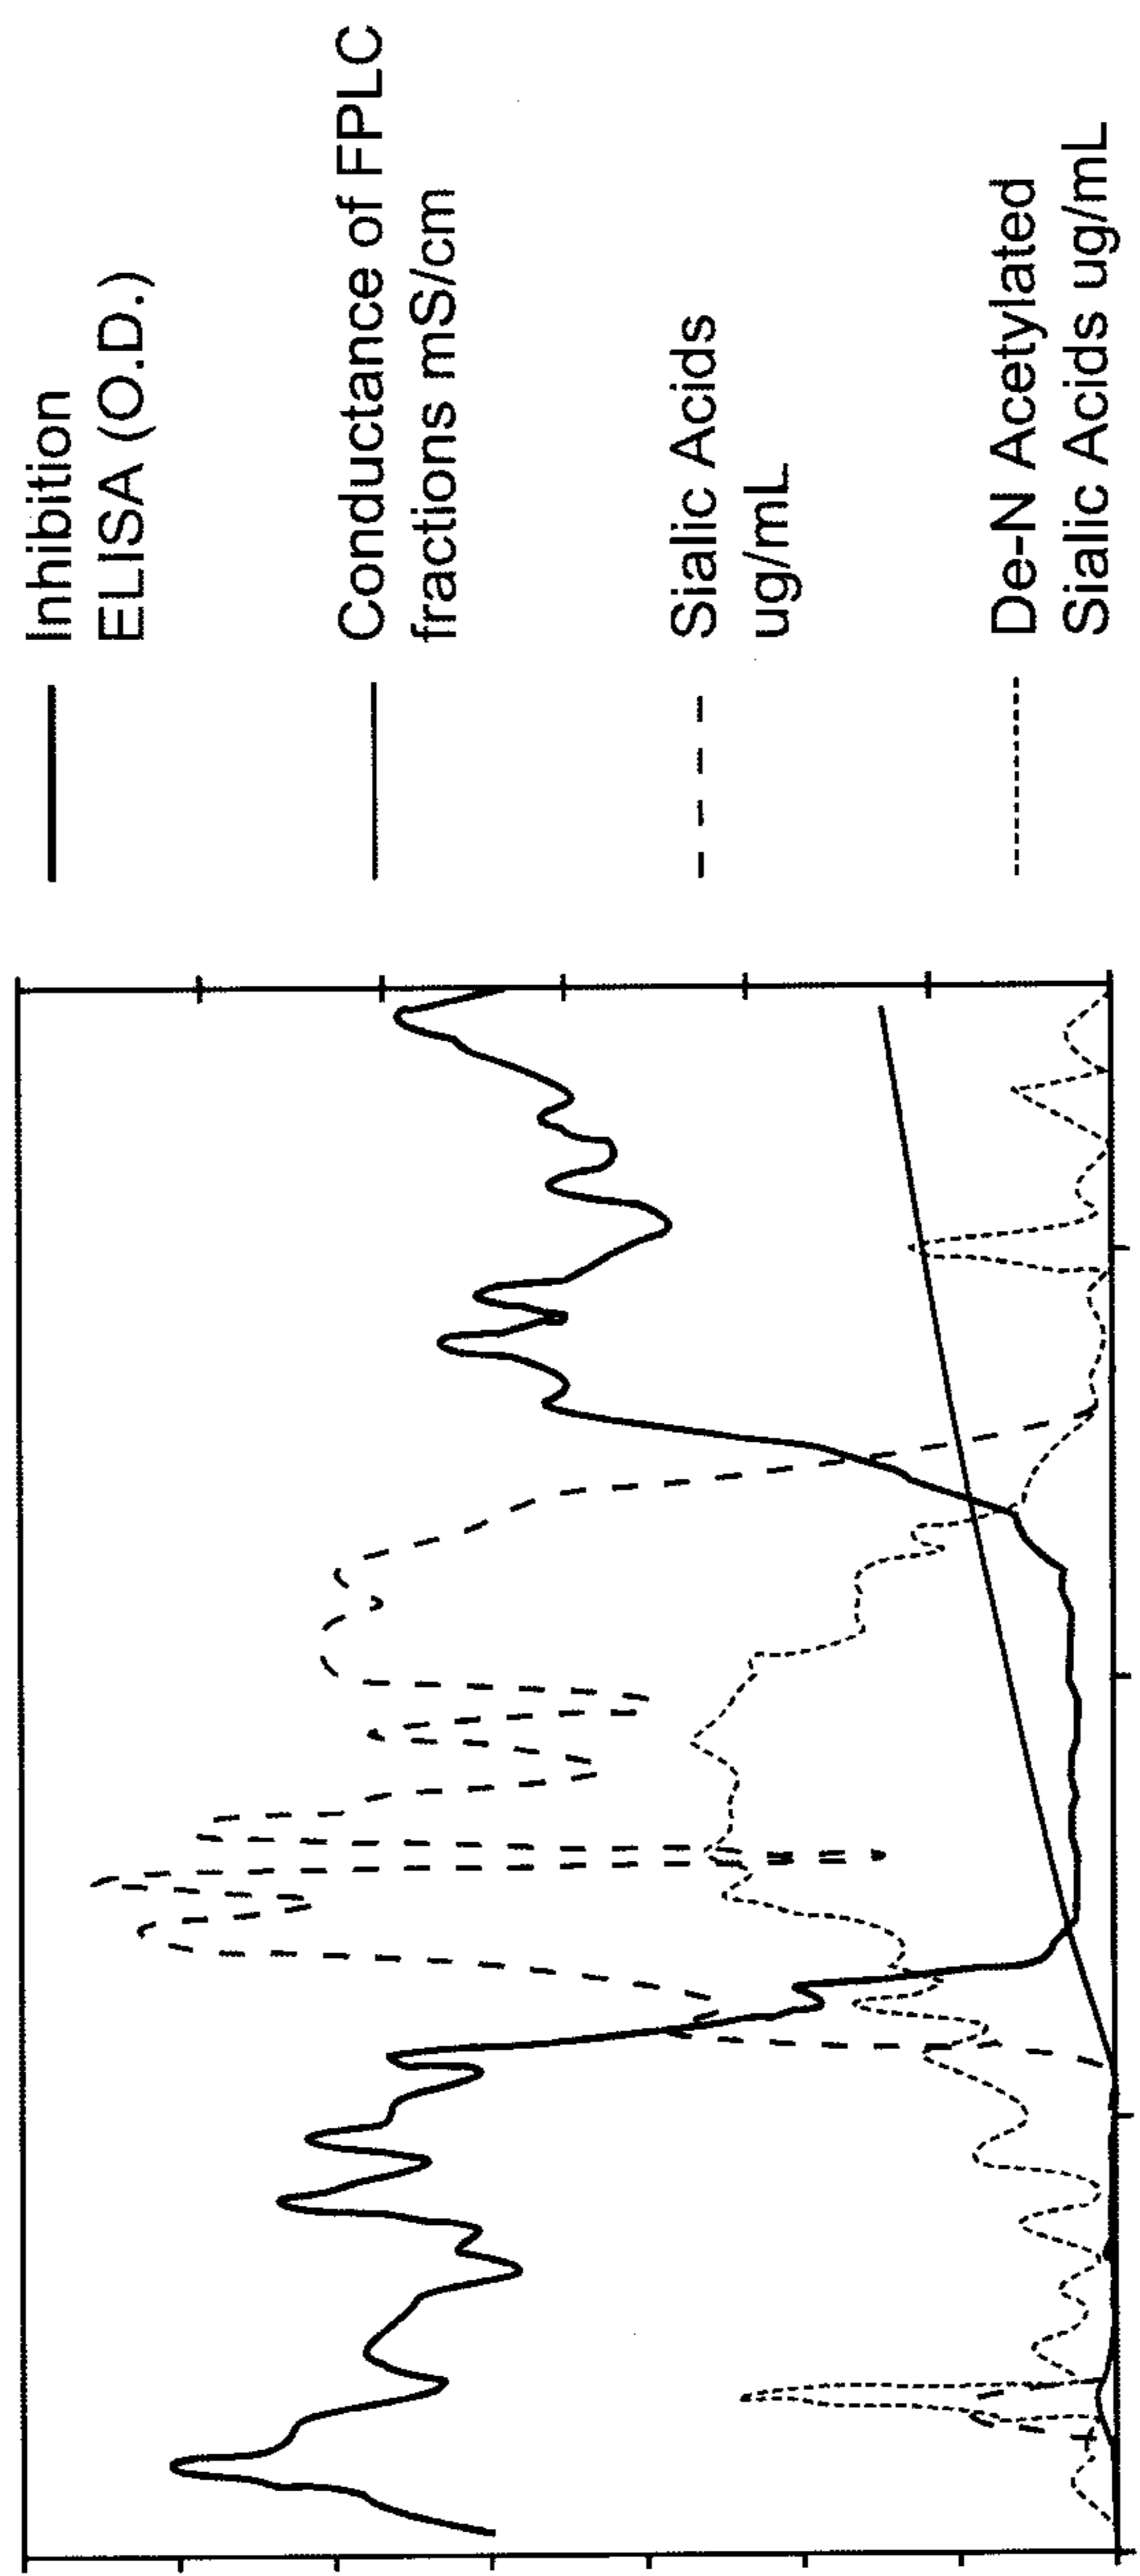 Inhibition
ELISA (O.D.)
Conductance of FPLC
fractions mS/cm
Sialic Acids
ug/mL
De-N Acetylated
Sialic Acids ug/mL